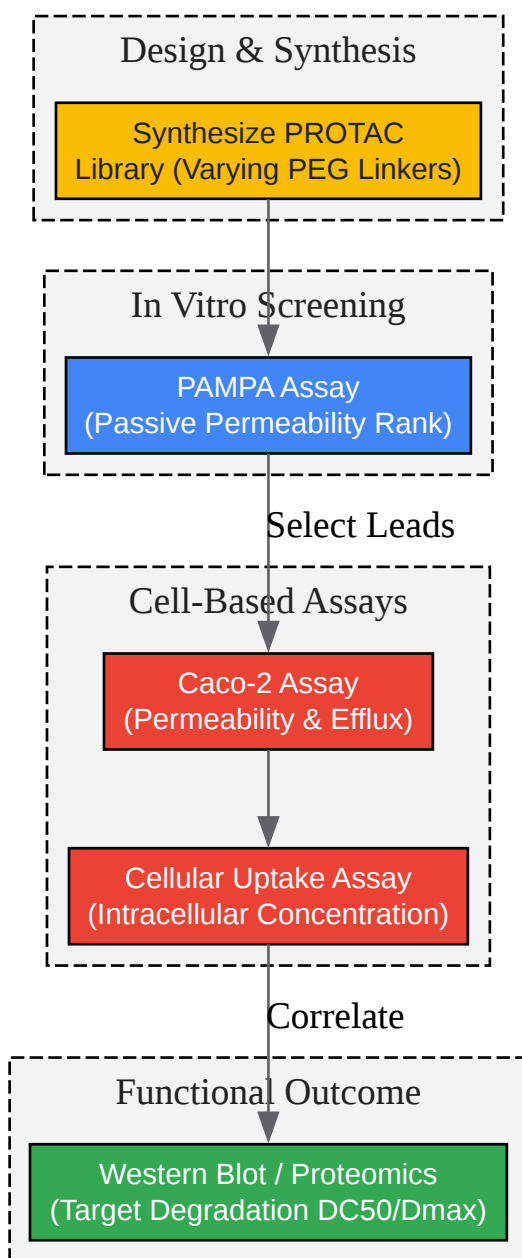 Design & Synthesis
Synthesize PROTAC
Library (Varying PEG Linkers)
In Vitro Screening
PAMPA Assay
(Passive Permeability Rank)
Select Leads
Cell-Based Assays
Caco-2 Assay
(Permeability & Efflux)
Cellular Uptake Assay
(Intracellular Concentration)
Correlate
Functional Outcome
Western Blot / Proteomics
(Target Degradation DC50/Dmax)